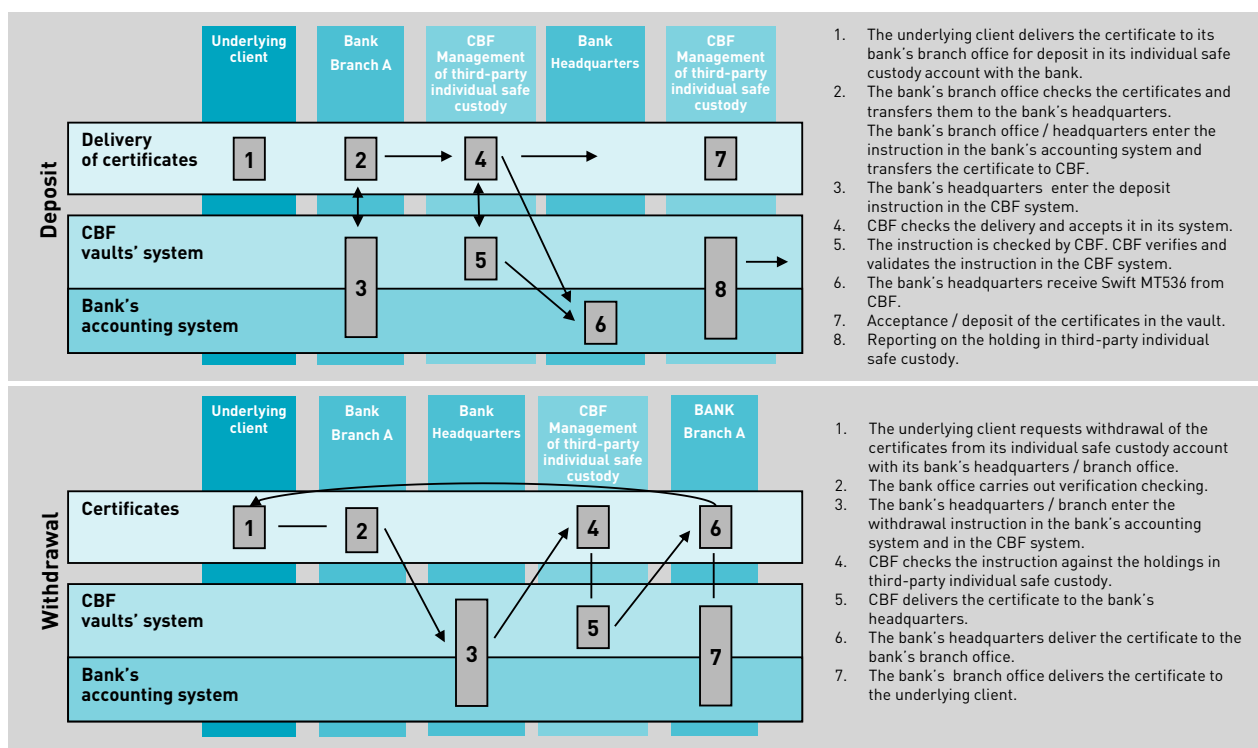 Deposit
Underlying
client
Bank
Branch A
CBF
Management
of third-party
individual safe
custody
Bank
Headquarters
CBF
Management
of third-party
individual safe
custody
Delivery
of certificates
1
2
4
7
CBF
vaults’ system
3
5
8
Bank’s
accounting system
6
1. The underlying client delivers the certificate to its
bank’s branch office for deposit in its individual safe
custody account with the bank.
2. The bank’s branch office checks the certificates and
transfers them to the bank’s headquarters.
The bank’s branch office / headquarters enter the
instruction in the bank’s accounting system and
transfers the certificate to CBF.
3. The bank’s headquarters  enter the deposit
instruction in the CBF system.
4. CBF checks the delivery and accepts it in its system.
5. The instruction is checked by CBF. CBF verifies and
validates the instruction in the CBF system.
6. The bank’s headquarters receive Swift MT536 from
CBF.
7. Acceptance / deposit of the certificates in the vault.
8. Reporting on the holding in third-party individual
safe custody.
Withdrawal
Underlying
client
Bank
Branch A
Bank
Headquarters
CBF
Management
of third-party
individual safe
custody
BANK
Branch A
Certificates
1
2
4
6
CBF
vaults’ system
3
5
7
Bank’s
accounting system
1. The underlying client requests withdrawal of the
certificates from its individual safe custody account
with its bank’s headquarters / branch office.
2. The bank office carries out verification checking.
3. The bank’s headquarters / branch enter the
withdrawal instruction in the bank’s accounting
system and in the CBF system.
4. CBF checks the instruction against the holdings in
third-party individual safe custody.
5. CBF delivers the certificate to the bank’s
headquarters.
6. The bank’s headquarters deliver the certificate to the
bank’s branch office.
7. The bank’s  branch office delivers the certificate to
the underlying client.